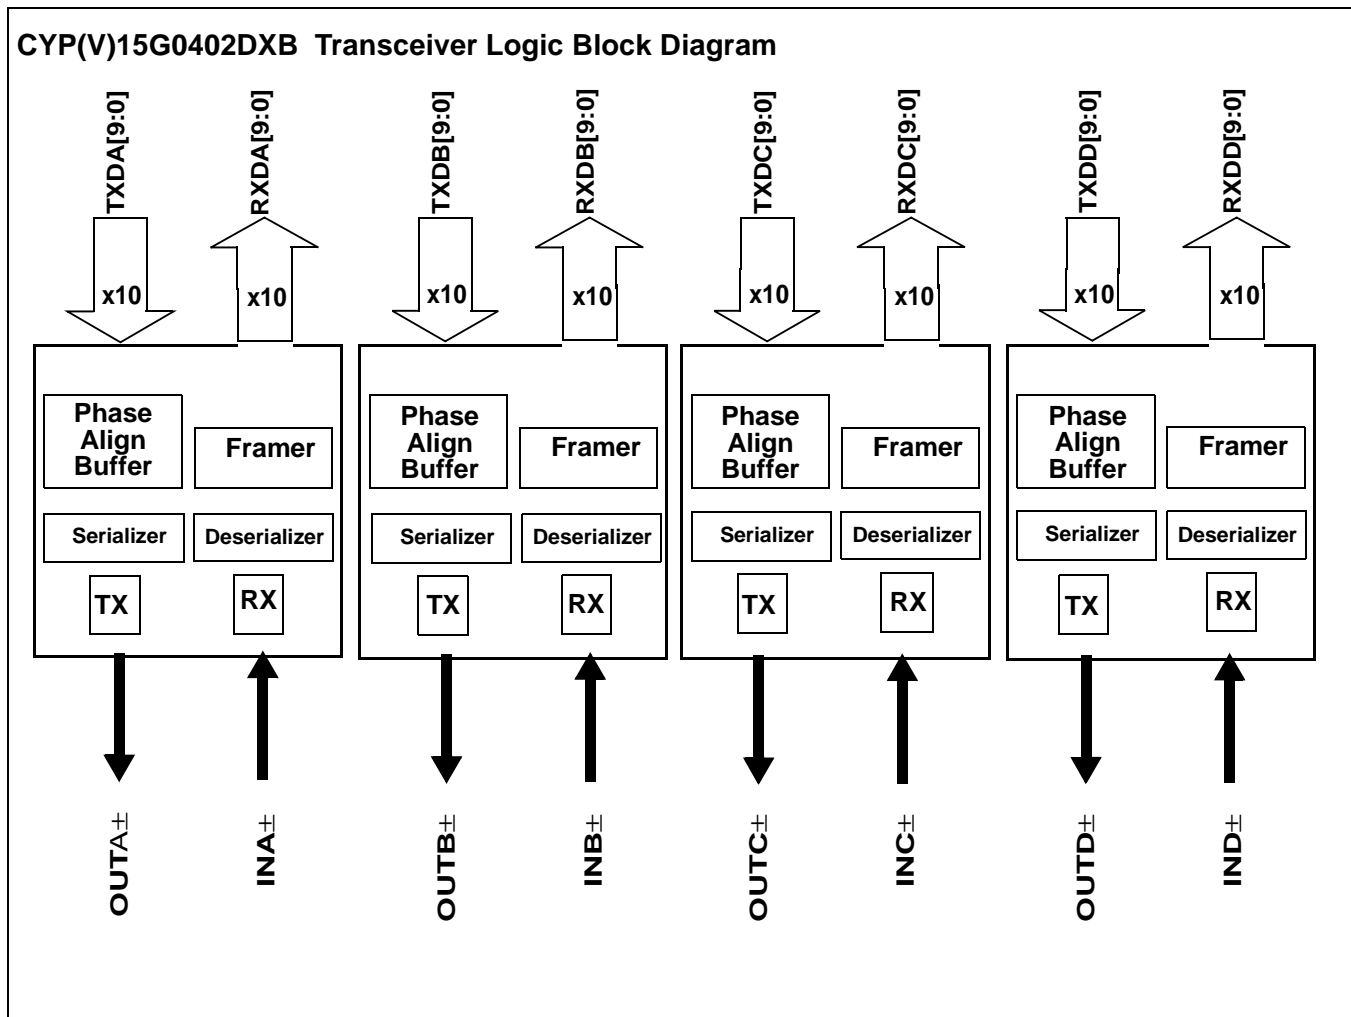 CYP(V)15G0402DXB Transceiver Logic Block Diagram
TXDA[9:0]
RXDA[9:0]
TXDB[9:0]
RXDB[9:0]
TXDC[9:0]
RXDC[9:0]
TXDD[9:0]
RXDD[9:0]
x10
x10
x10
x10
x10
x10
x10
x10
Phase
Align
Buffer
Framer
Serializer
Deserializer
TX
RX
Phase
Align
Buffer
Framer
Serializer
Deserializer
TX
RX
Phase
Align
Buffer
Framer
Serializer
Deserializer
TX
RX
Phase
Align
Buffer
Framer
Serializer
Deserializer
TX
RX
OUTA±
INA±
OUTB±
INB±
OUTC±
INC±
OUTD±
IND±